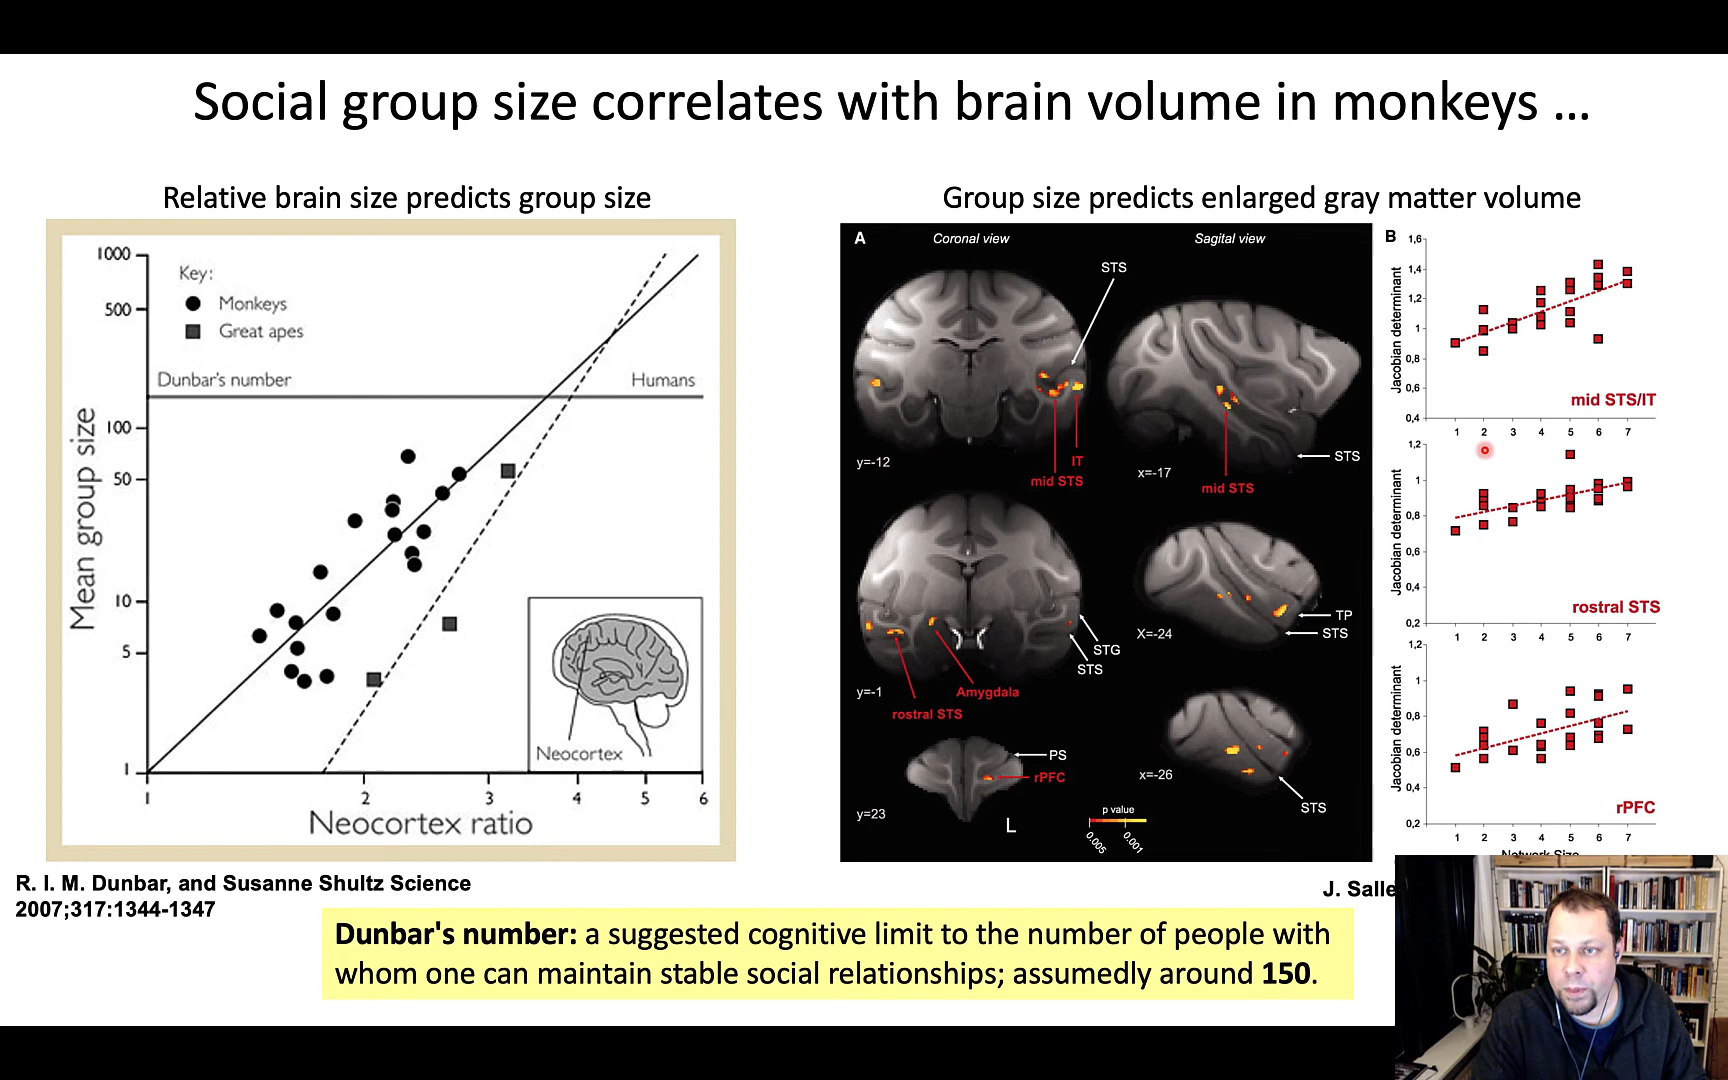 Social group size correlates with brain volume in monkeys ...
Relative brain size predicts group size
1000
500
100
50
10
5
1
Mean group size
Key:
Monkeys
Great apes
Dunbar's number
Humans
Neocortex
1
2
3
4
5
6
Neocortex ratio
R. I. M. Dunbar, and Susanne Shultz Science
2007;317:1344-1347
Group size predicts enlarged gray matter volume
A
Coronal view
Sagital view
STS
IT
mid STS
y=-12
STS
mid STS
x=-17
STG
STS
Amygdala
rostral STS
y=-1
TP
STS
X=-24
PS
rPFC
y=23
L
p value
0.005
0.001
x=-26
STS
B
1,6
1,4
1,2
1
0,8
0,6
0,4
Jacobian determinant
mid STS/IT
1 2 3 4 5 6 7
1,2
1
0,8
0,6
0,4
0,2
Jacobian determinant
rostral STS
1 2 3 4 5 6 7
1,2
1
0,8
0,6
0,4
0,2
Jacobian determinant
rPFC
1 2 3 4 5 6 7
Network Size
J. Salle
Dunbar's number: a suggested cognitive limit to the number of people with
whom one can maintain stable social relationships; assumedly around 150.